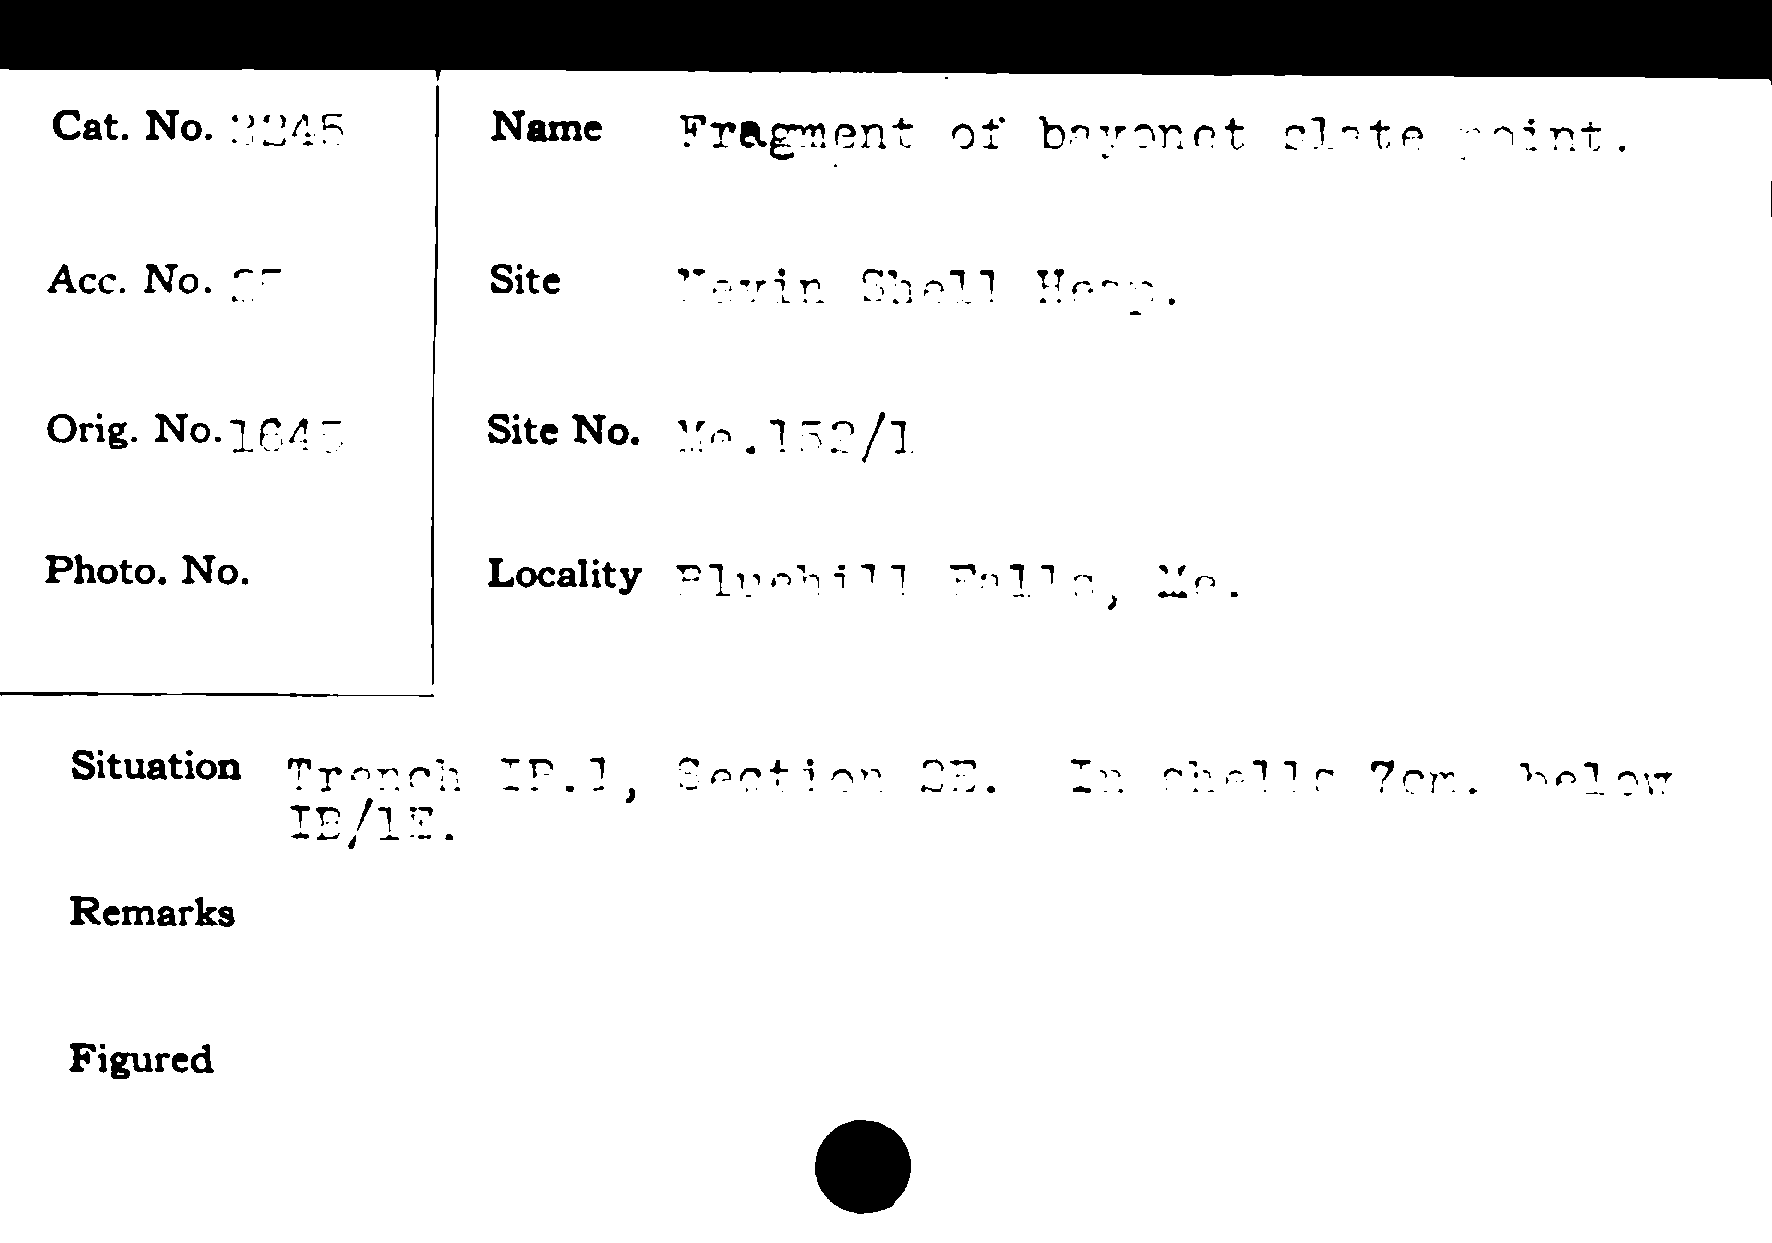 Cat. No. 3245
Name Fragment of bayonet slate point.
Acc. No.
Site Nevin Shell Heap.
Orig. No. 1645
Site No. Me.152/1
Photo. No.
Locality Bluehill Falls, Me.
Situation Trench IB.1, Section 2E. In shells 7cm. below
IB/1E.
Remarks
Figured